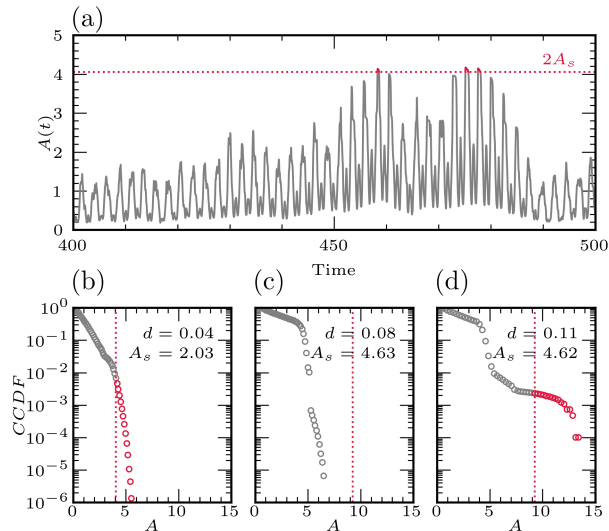 (a)
5
4
3
2
1
0
A(t)
2A_s
400
450
500
Time
(b)
(c)
(d)
10^0
10^-1
10^-2
10^-3
10^-4
10^-5
10^-6
CCDF
d = 0.04
A_s = 2.03
d = 0.08
A_s = 4.63
d = 0.11
A_s = 4.62
0 5 10 15
0 5 10 15
0 5 10 15
A
A
A